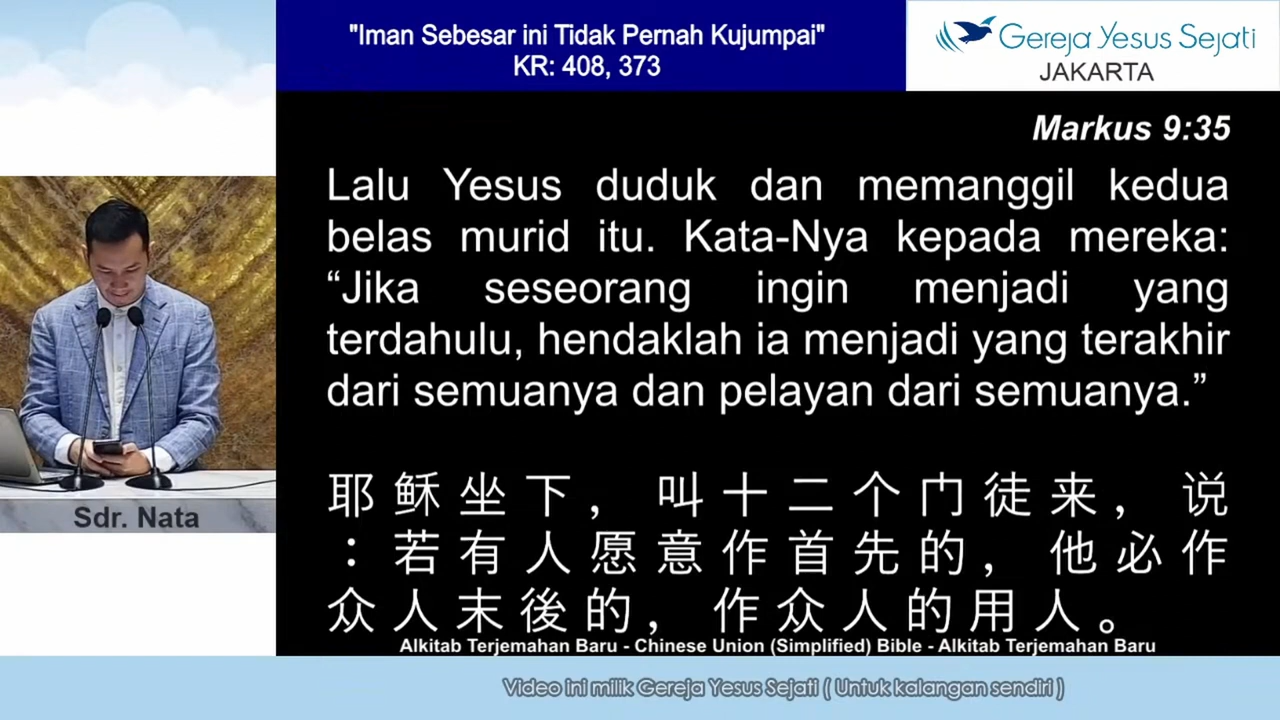 "Iman Sebesar ini Tidak Pernah Kujumpai"
KR: 408, 373
Gereja Yesus Sejati
JAKARTA
Markus 9:35
Lalu Yesus duduk dan memanggil kedua
belas murid itu. Kata-Nya kepada mereka:
“Jika seseorang ingin menjadi yang
terdahulu, hendaklah ia menjadi yang terakhir
dari semuanya dan pelayan dari semuanya.”
耶稣坐下，叫十二个门徒来，说
：若有人愿意作首先的，他必作
众人末後的，作众人的用人。
Alkitab Terjemahan Baru - Chinese Union (Simplified) Bible - Alkitab Terjemahan Baru
Sdr. Nata
Video ini milik Gereja Yesus Sejati ( Untuk kalangan sendiri )